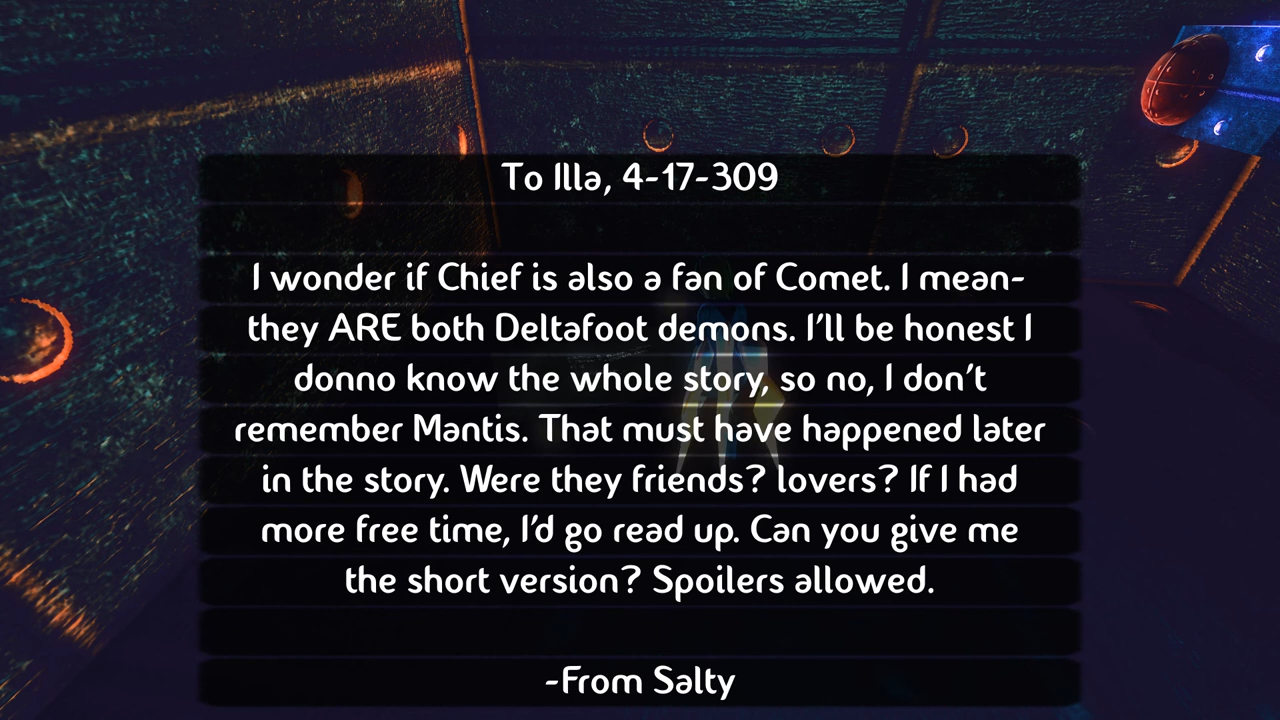 To Illa, 4-17-309
I wonder if Chief is also a fan of Comet. I mean-
they ARE both Deltafoot demons. I'll be honest I
donno know the whole story, so no, I don't
remember Mantis. That must have happened later
in the story. Were they friends? lovers? If I had
more free time, I'd go read up. Can you give me
the short version? Spoilers allowed.
-From Salty